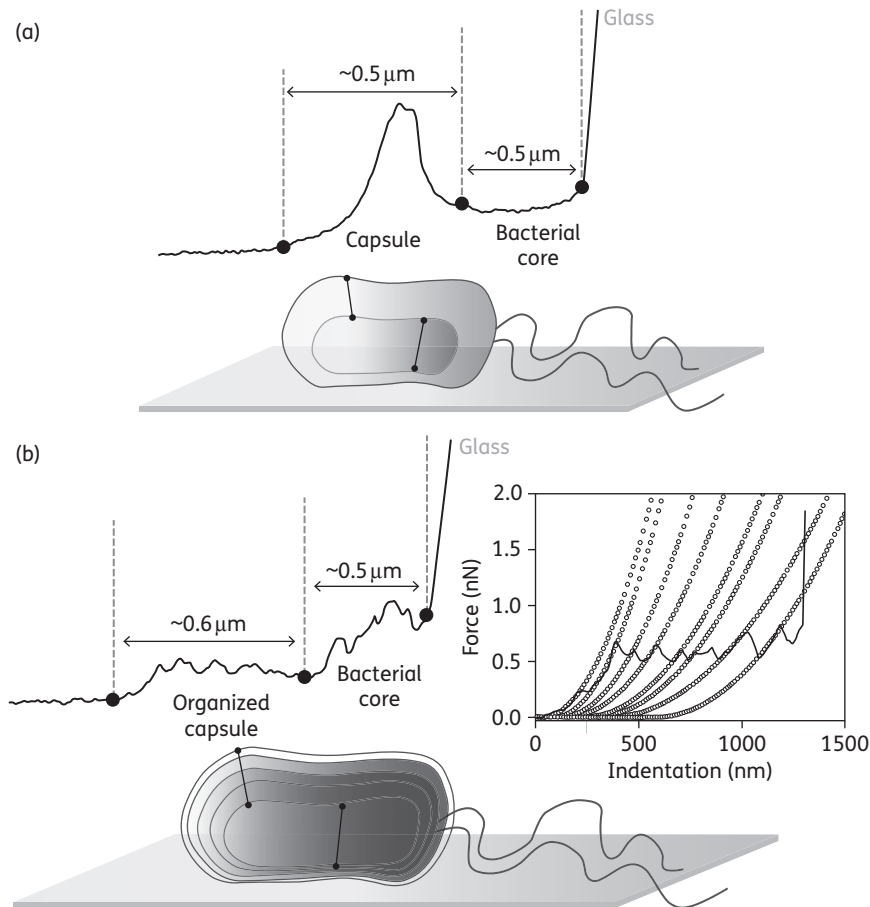 (a)
Glass
~0.5 μm
~0.5 μm
Capsule
Bacterial
core
(b)
Glass
~0.5 μm
~0.6 μm
Bacterial
core
Organized
capsule
2.0
1.5
1.0
0.5
0.0
Force (nN)
0
500
1000
1500
Indentation (nm)